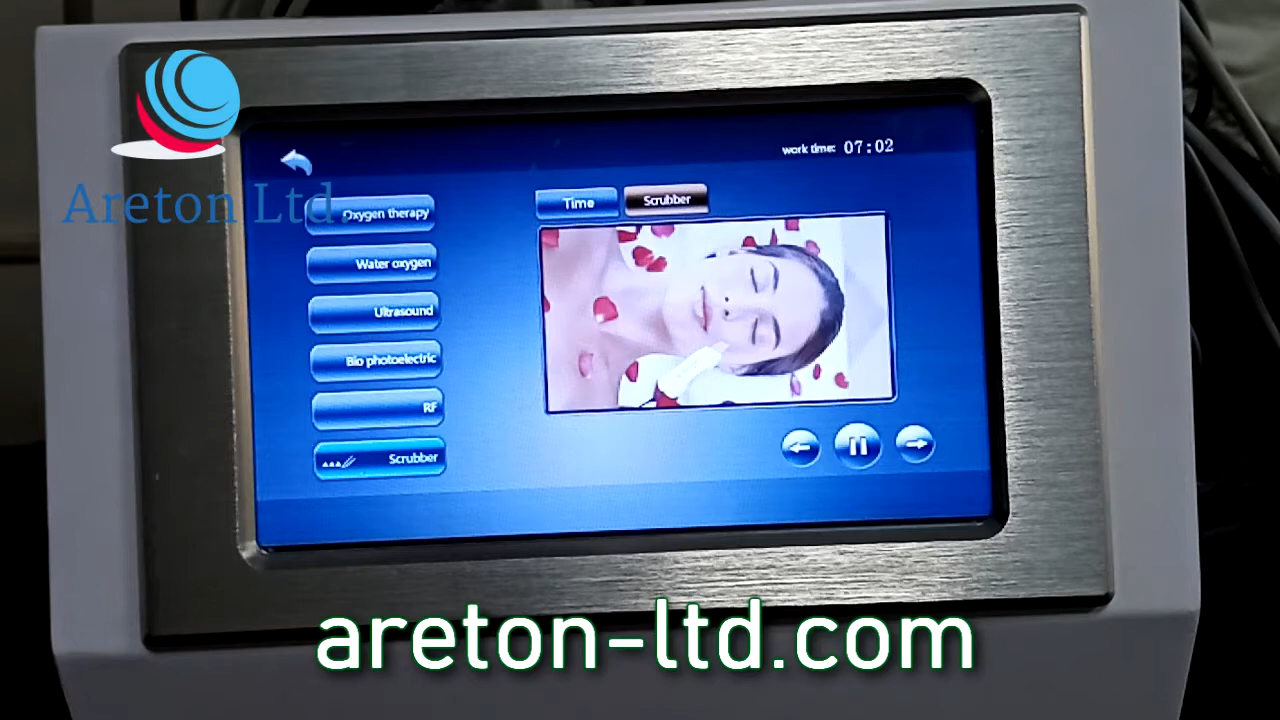 Areton Ltd.
work time: 07:02
Time
Scrubber
Oxygen therapy
Water oxygen
Ultrasound
Bio photoelectric
RF
Scrubber
areton-ltd.com